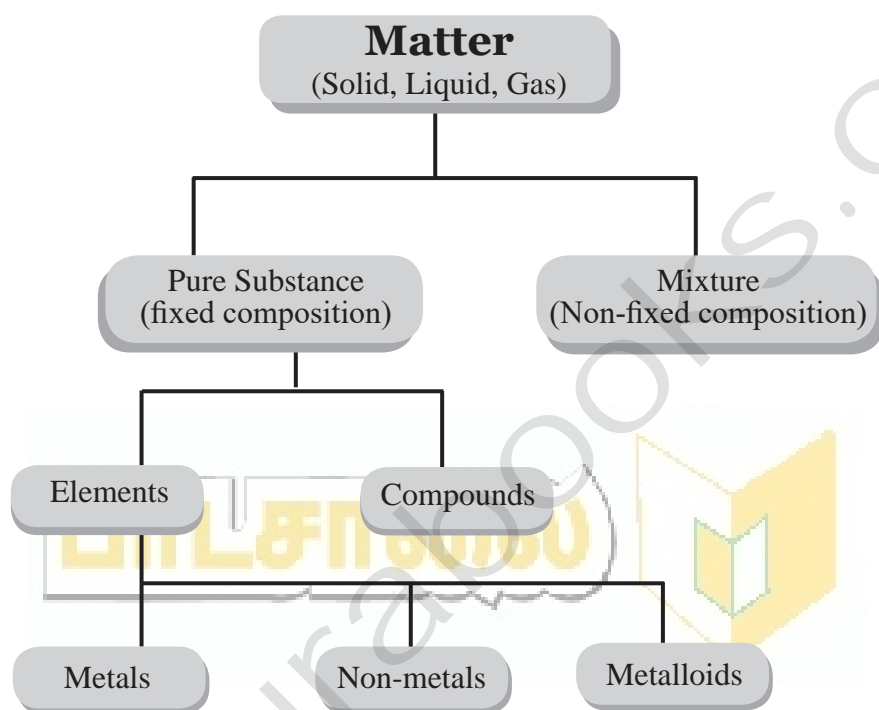 Matter
(Solid, Liquid, Gas)
Pure Substance
(fixed composition)
Mixture
(Non-fixed composition)
Elements
Compounds
Metals
Non-metals
Metalloids